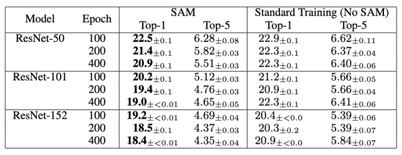 Model Epoch SAM Standard Training (No SAM)
Top-1 Top-5 Top-1 Top-5
ResNet-50 100 22.5±0.1 6.28±0.08 22.9±0.1 6.62±0.11
200 21.4±0.1 5.82±0.03 22.3±0.1 6.37±0.04
400 20.9±0.1 5.51±0.03 22.3±0.1 6.40±0.06
ResNet-101 100 20.2±0.1 5.12±0.03 21.2±0.1 5.66±0.05
200 19.4±0.1 4.76±0.03 20.9±0.1 5.66±0.04
400 19.0±<0.01 4.65±0.05 22.3±0.1 6.41±0.06
ResNet-152 100 19.2±<0.01 4.69±0.04 20.4±<0.0 5.39±0.06
200 18.5±0.1 4.37±0.03 20.3±0.2 5.39±0.07
400 18.4±<0.01 4.35±0.04 20.9±<0.0 5.84±0.07